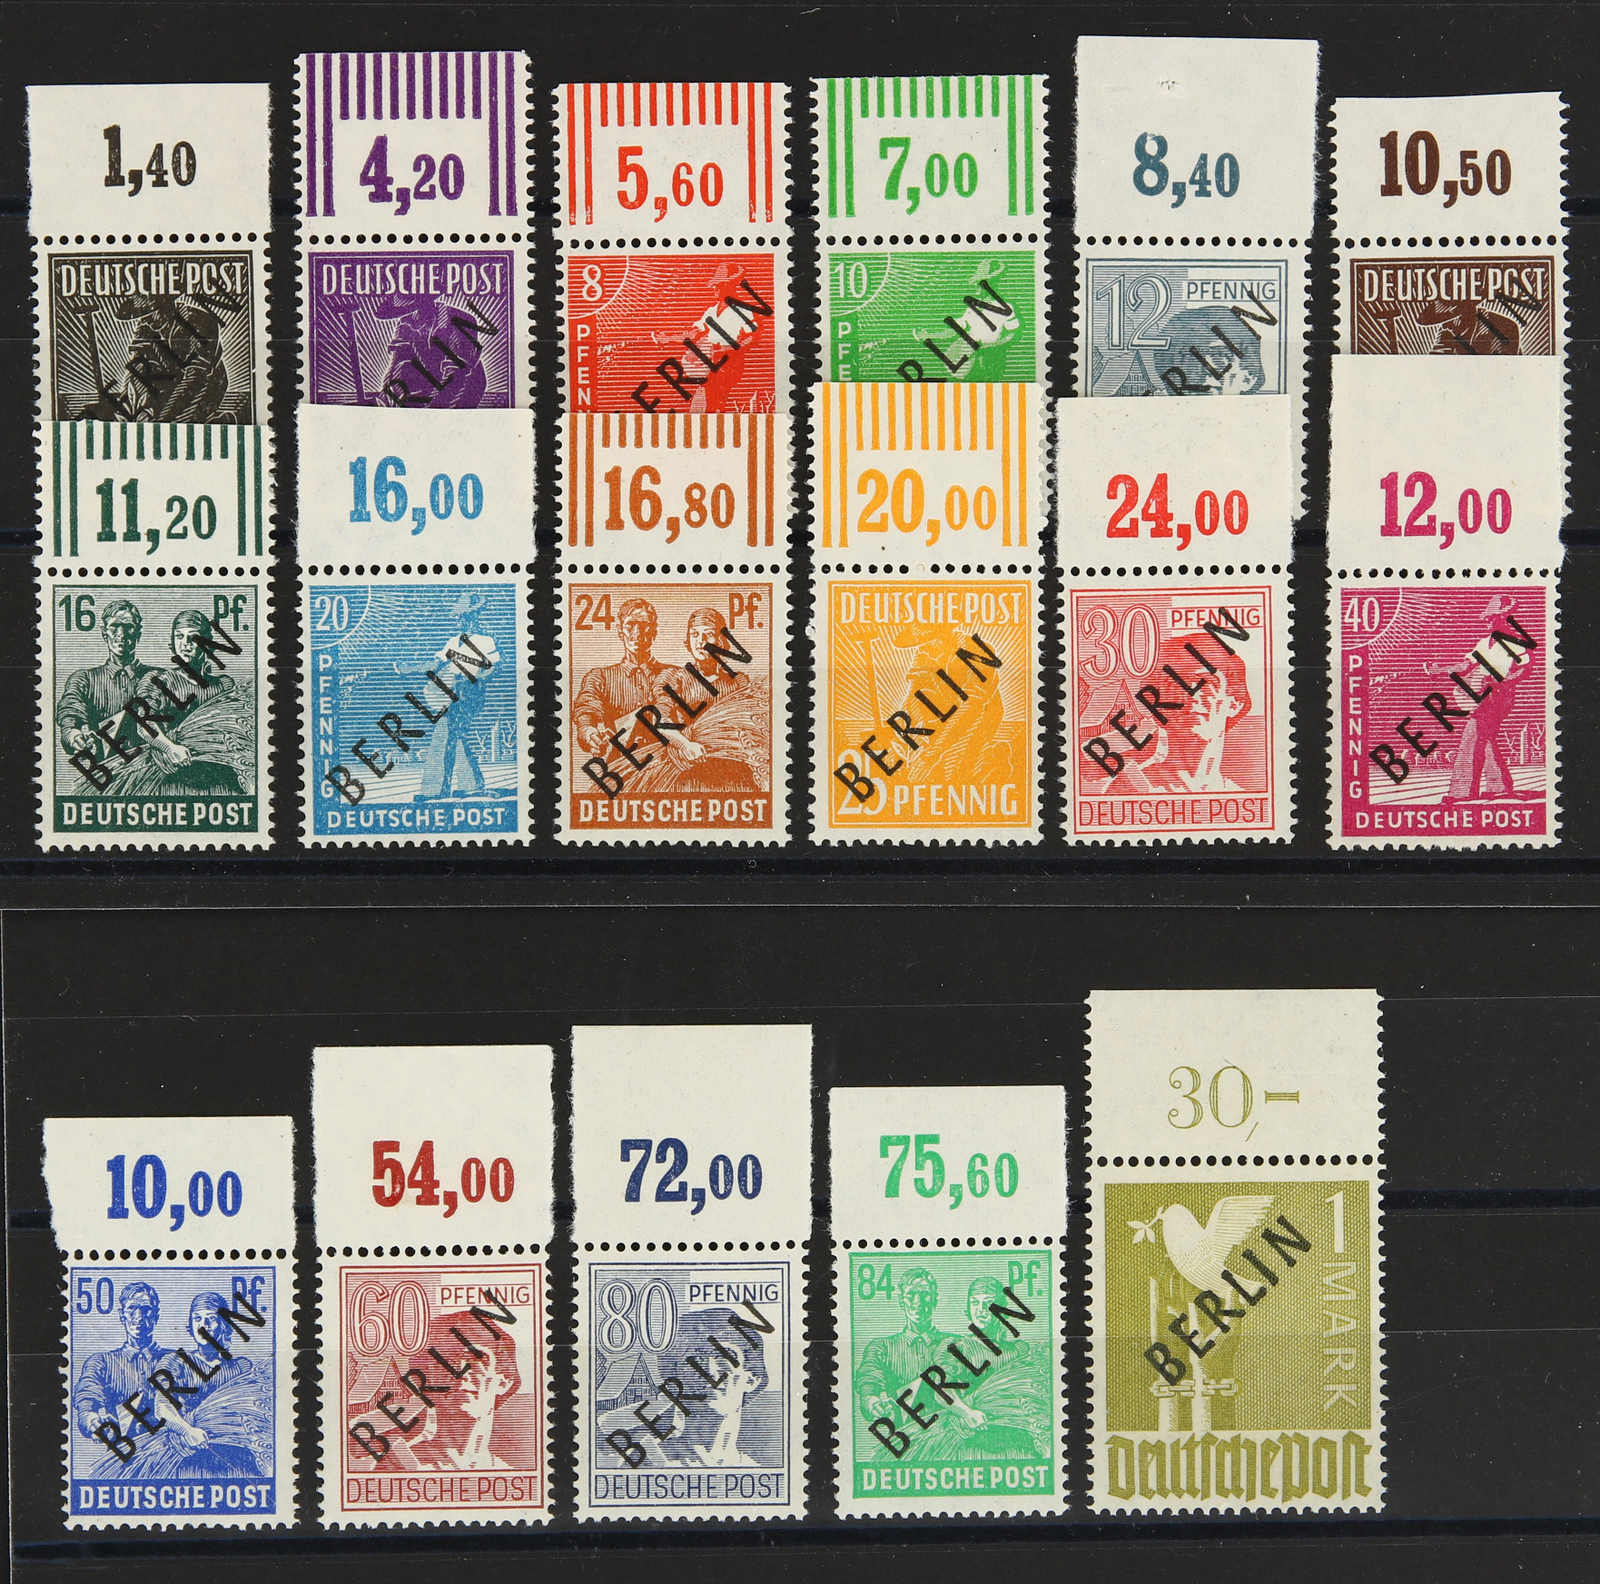 1,40
4,20
5,60
7,00
8,40
10,50
DEUTSCHE POST
BERLIN
DEUTSCHE POST
BERLIN
8
PFEN
BERLIN
10
PFE
BERLIN
12 PFENNIG
BERLIN
DEUTSCHE POST
BERLIN
11,20
16,00
16,80
20,00
24,00
12,00
16 Pf.
BERLIN
DEUTSCHE POST
20
PFENNIG
BERLIN
DEUTSCHE POST
24 Pf.
BERLIN
DEUTSCHE POST
DEUTSCHE POST
BERLIN
25 PFENNIG
30 PFENNIG
BERLIN
DEUTSCHE POST
40
PFENNIG
BERLIN
DEUTSCHE POST
10,00
54,00
72,00
75,60
30,-
50 Pf.
BERLIN
DEUTSCHE POST
60 PFENNIG
BERLIN
DEUTSCHE POST
80 PFENNIG
BERLIN
DEUTSCHE POST
84 Pf.
BERLIN
DEUTSCHE POST
1 MARK
BERLIN
Deutsche Post